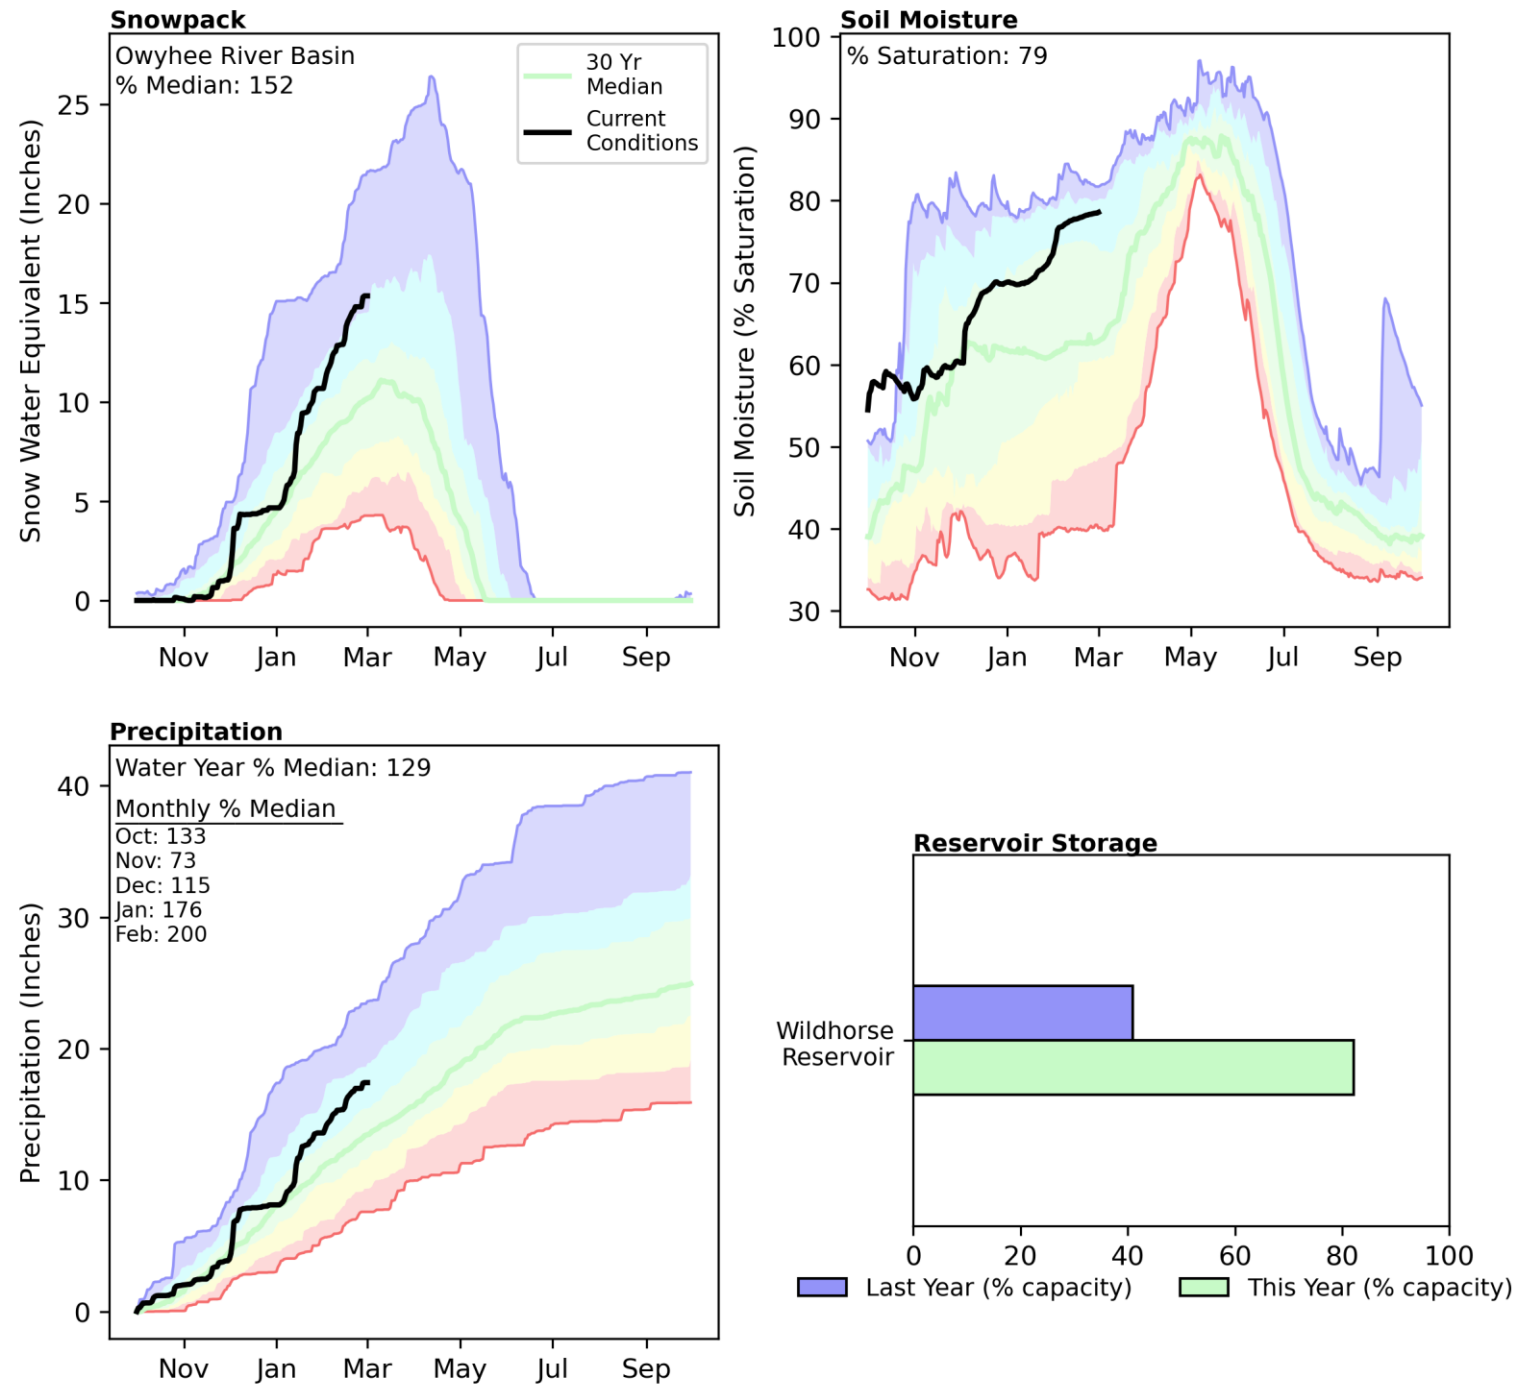 Snowpack
Owyhee River Basin
% Median: 152
30 Yr
Median
Current
Conditions
Snow Water Equivalent (Inches)
25
20
15
10
5
0
Nov Jan Mar May Jul Sep
Soil Moisture
% Saturation: 79
Soil Moisture (% Saturation)
100
90
80
70
60
50
40
30
Nov Jan Mar May Jul Sep
Precipitation
Water Year % Median: 129
Monthly % Median
Oct: 133
Nov: 73
Dec: 115
Jan: 176
Feb: 200
Precipitation (Inches)
40
30
20
10
0
Nov Jan Mar May Jul Sep
Reservoir Storage
Wildhorse
Reservoir
0 20 40 60 80 100
Last Year (% capacity) This Year (% capacity)